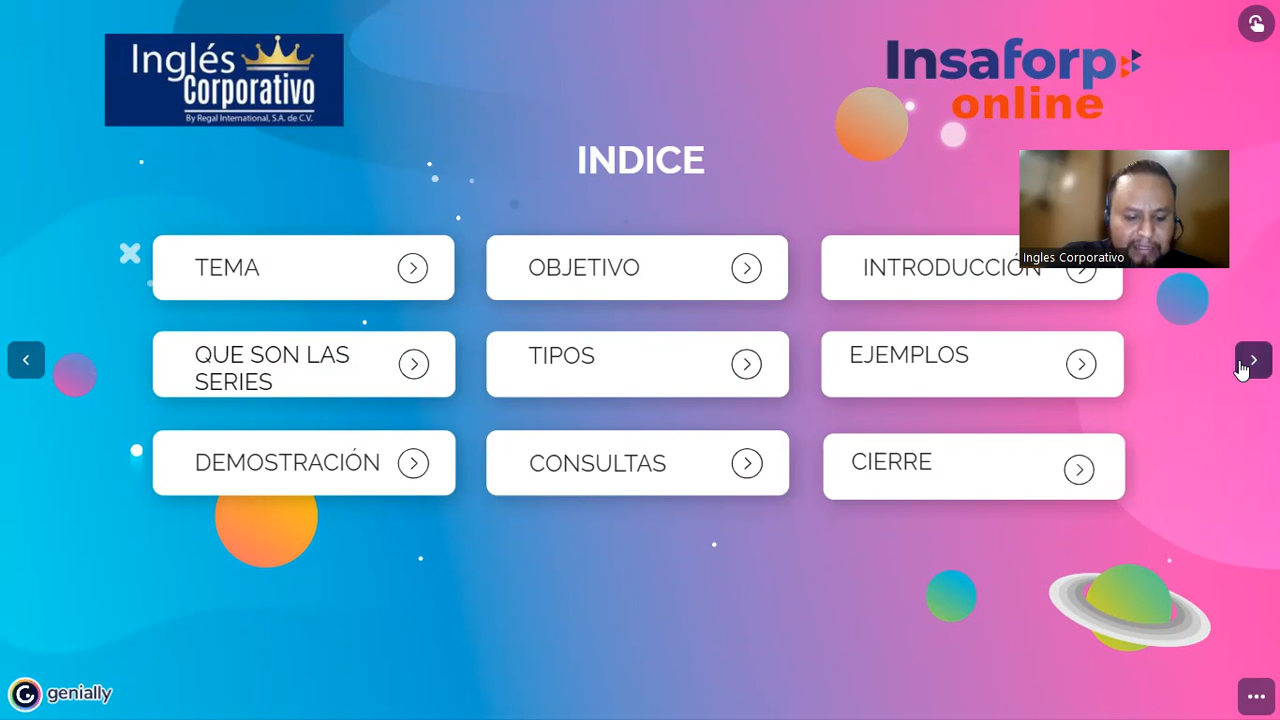 Inglés
Corporativo
By Regal International, S.A. de C.V.
Insaforp
online
INDICE
Ingles Corporativo
TEMA
OBJETIVO
INTRODUCCIÓN
QUE SON LAS
SERIES
TIPOS
EJEMPLOS
DEMOSTRACIÓN
CONSULTAS
CIERRE
genially